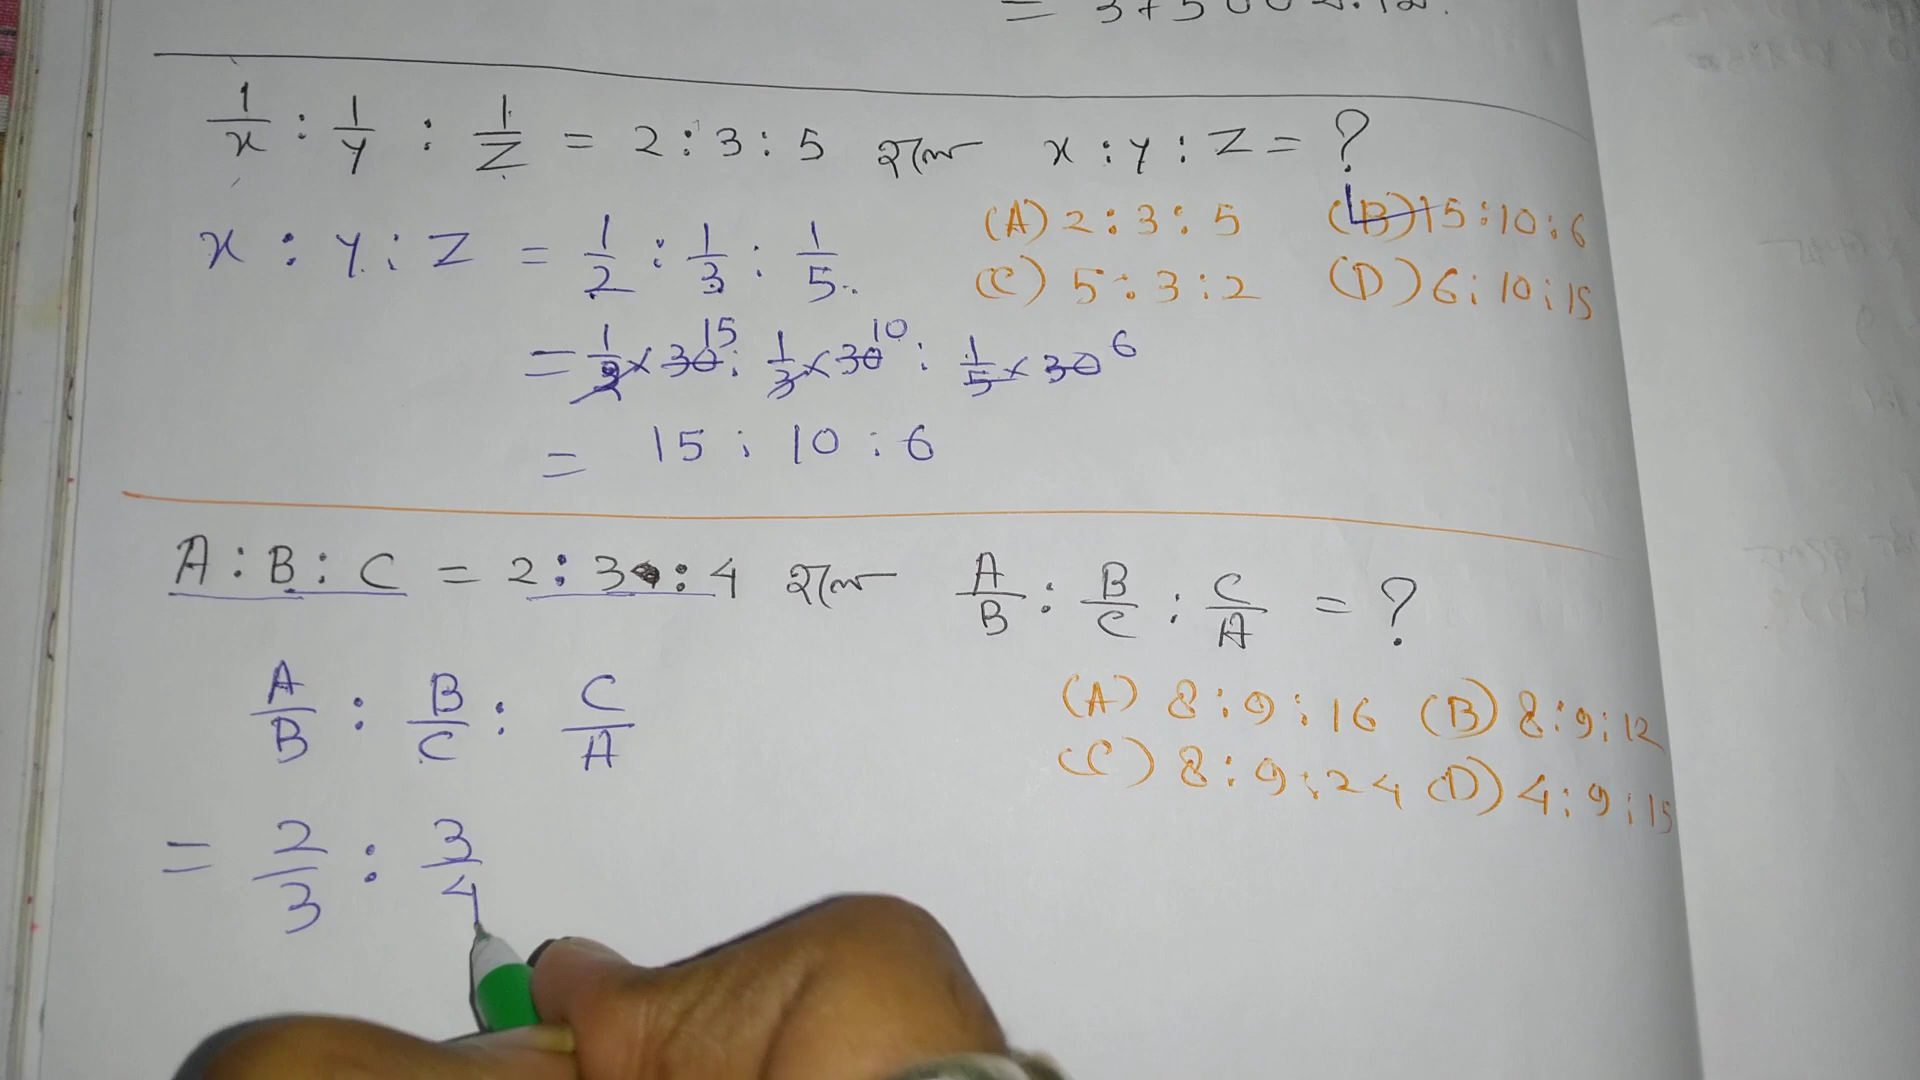 1/x : 1/y : 1/z = 2 : 3 : 5 হলে x : y : z = ?
(A) 2 : 3 : 5 (B) 15 : 10 : 6
x : y : z = 1/2 : 1/3 : 1/5
(C) 5 : 3 : 2 (D) 6 : 10 : 15
= 1/2 × 30 15 : 1/3 × 30 10 : 1/5 × 30 6
= 15 : 10 : 6
A : B : C = 2 : 3 : 4 হলে A/B : B/C : C/A = ?
A/B : B/C : C/A
(A) 8 : 9 : 16 (B) 8 : 9 : 12
(C) 8 : 9 : 24 (D) 4 : 9 : 15
= 2/3 : 3/4